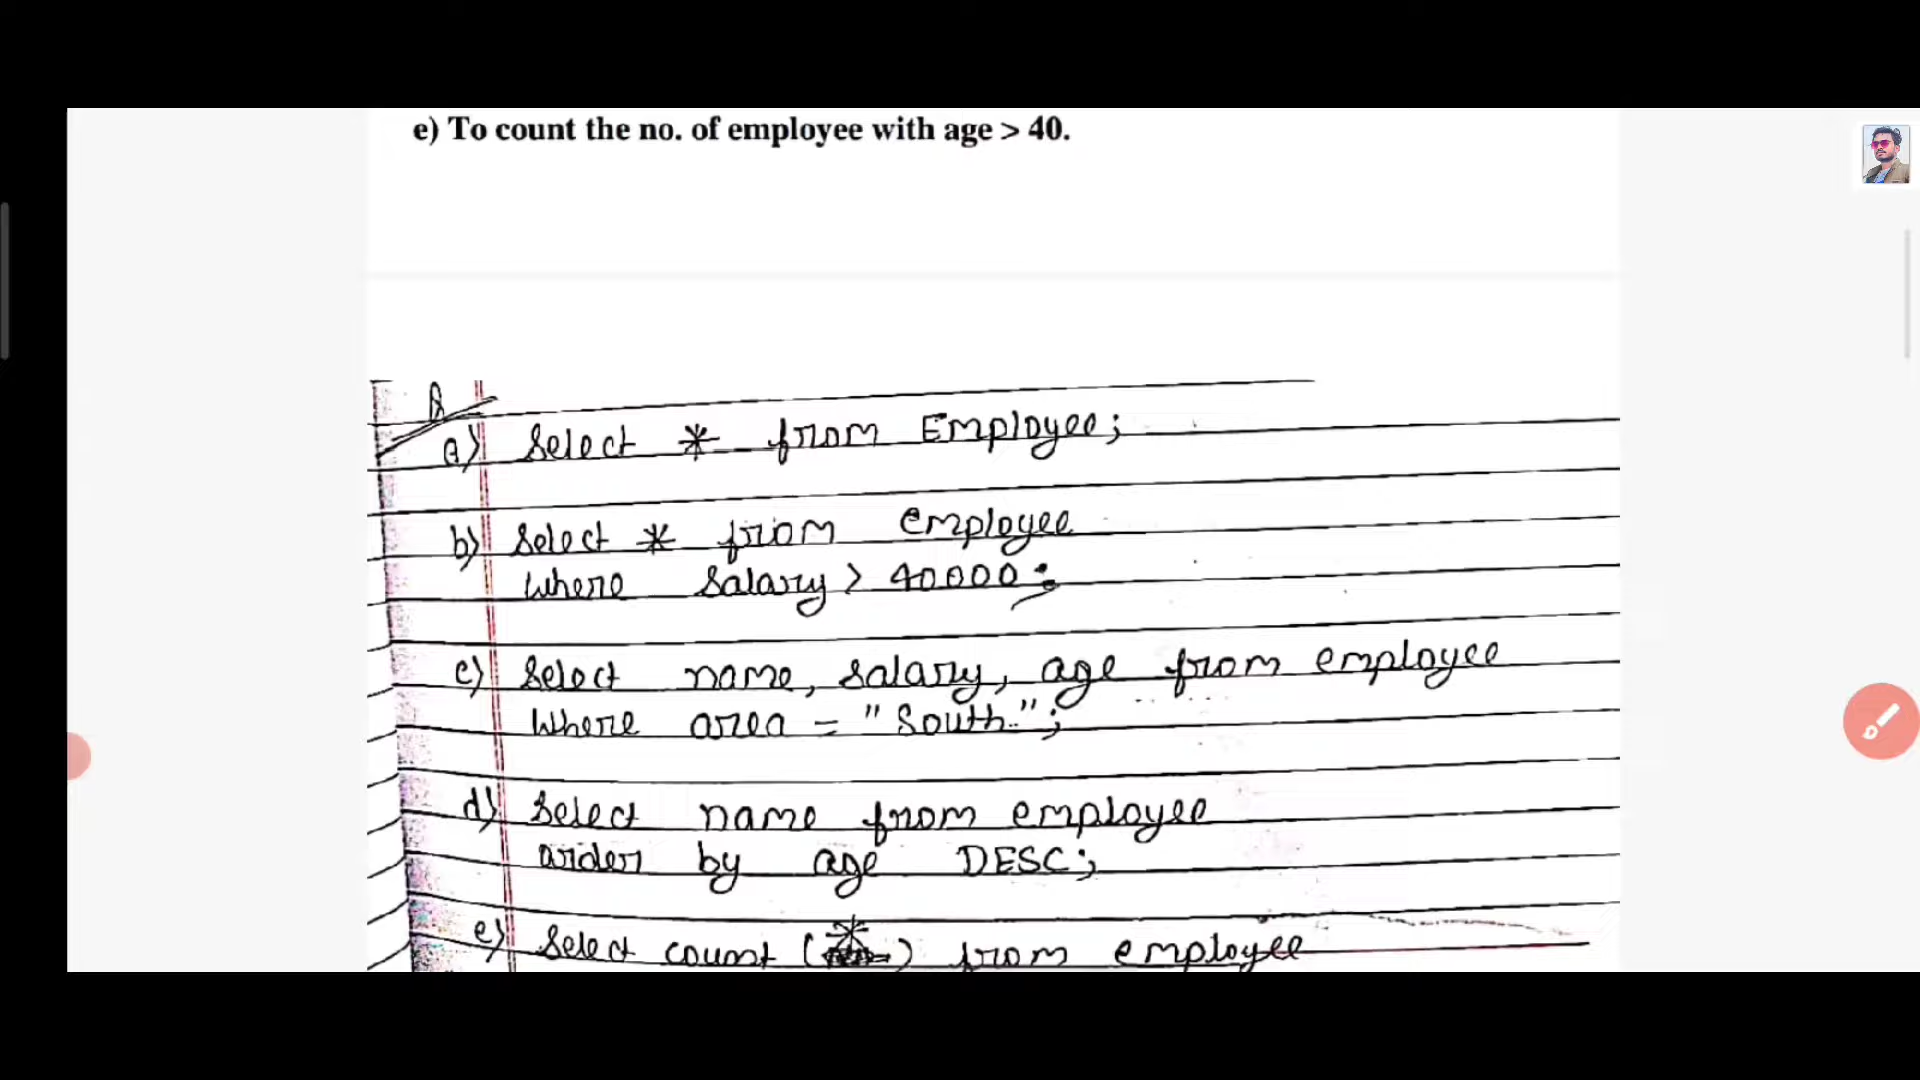 e) To count the no. of employee with age > 40.
A
a) Select * from Employee;
b) Select * from employee
where salary > 40000;
c) Select name, salary, age from employee
where area = "South";
d) Select name from employee
order by age DESC;
e) Select count (*) from employee